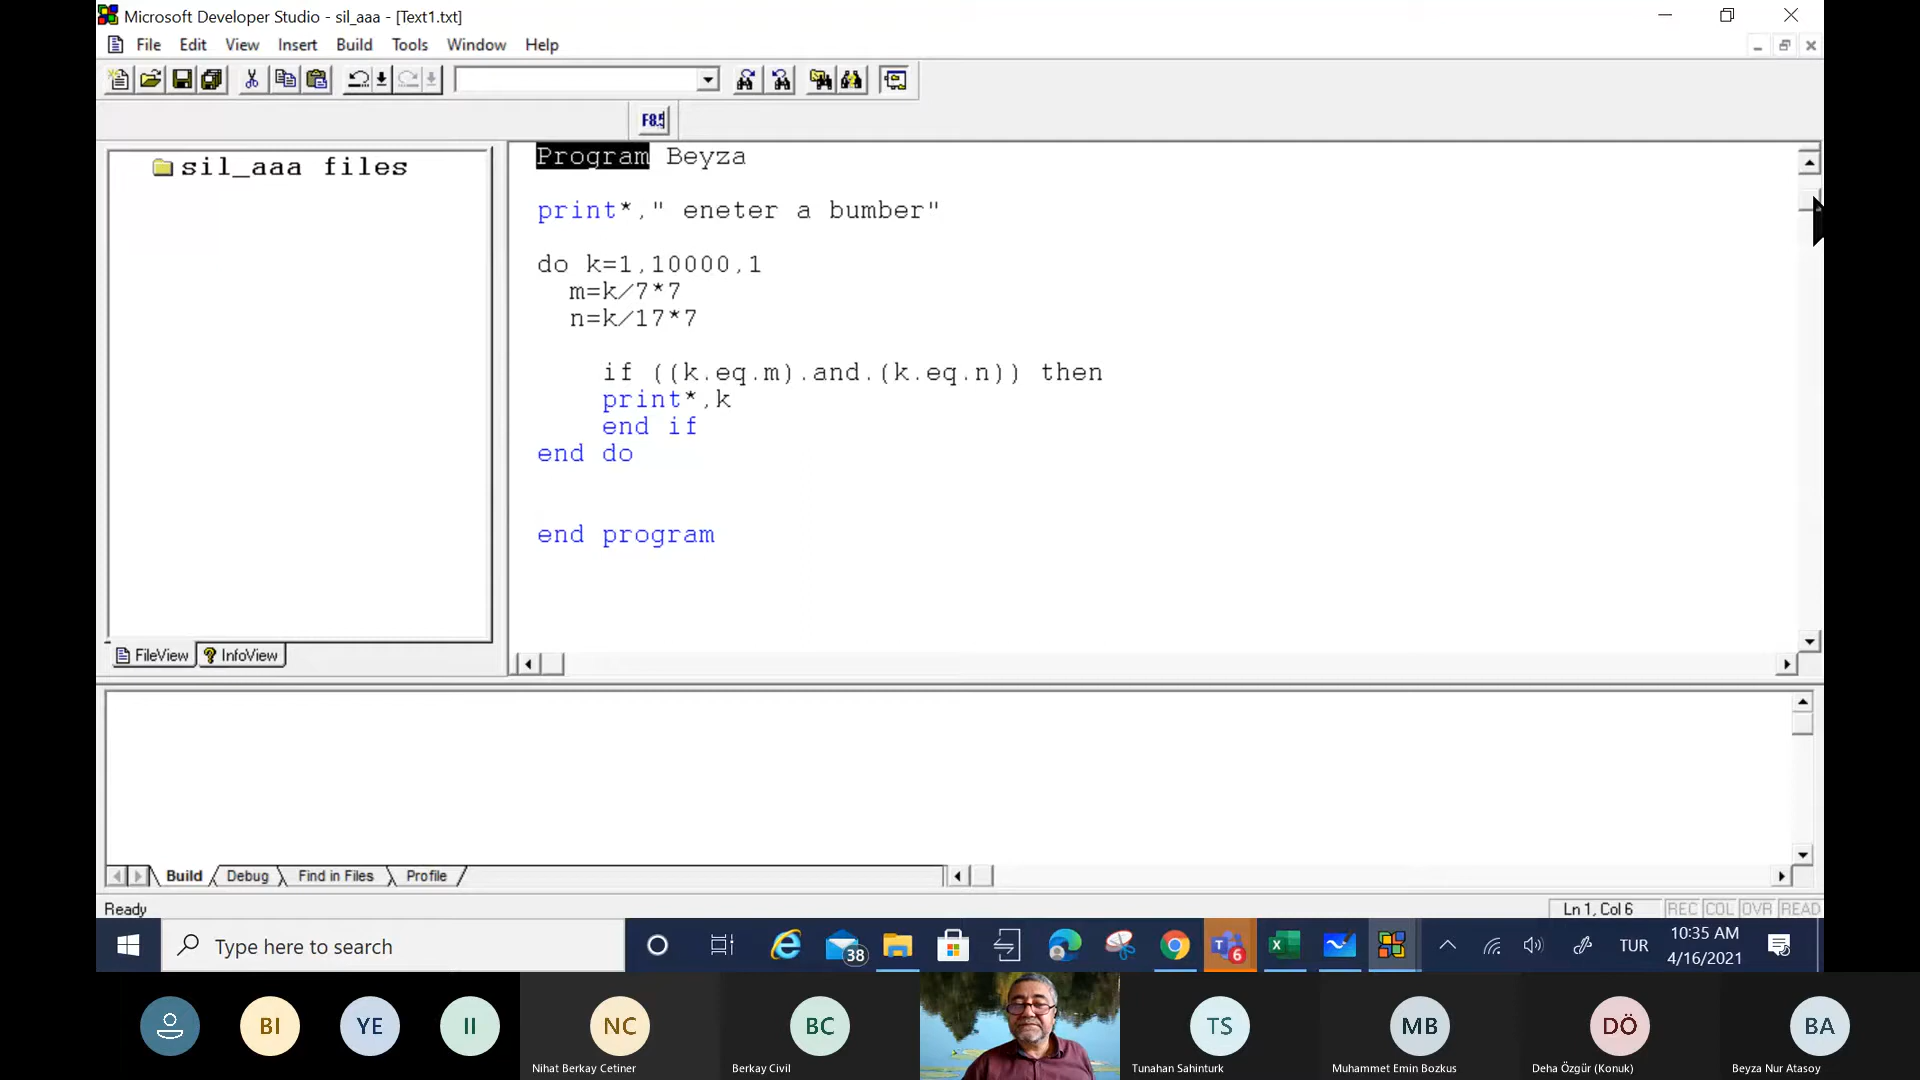 Microsoft Developer Studio - sil_aaa - [Text1.txt]
File Edit View Insert Build Tools Window Help
F8.5
sil_aaa files
Program Beyza
print*," eneter a bumber"
do k=1,10000,1
m=k/7*7
n=k/17*7
if ((k.eq.m).and.(k.eq.n)) then
print*,k
end if
end do
end program
FileView InfoView
Build Debug Find in Files Profile
Ready
Ln 1, Col 6 REC COL OVR READ
Type here to search
38
6
TUR
10:35 AM
4/16/2021
BI YE II NC BC TS MB DÖ BA
Nihat Berkay Cetiner Berkay Civil Tunahan Sahinturk Muhammet Emin Bozkus Deha Özgür (Konuk) Beyza Nur Atasoy